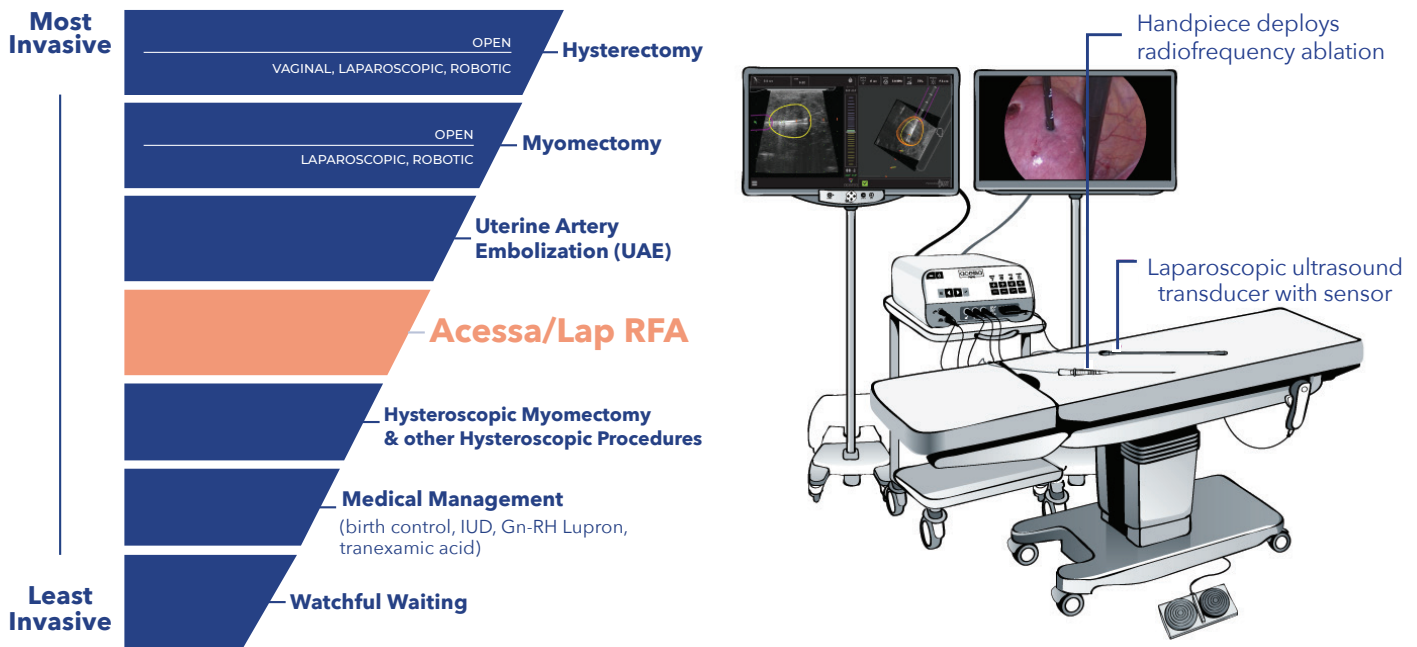 Most
Invasive
OPEN
VAGINAL, LAPAROSCOPIC, ROBOTIC
Hysterectomy
OPEN
LAPAROSCOPIC, ROBOTIC
Myomectomy
Uterine Artery
Embolization (UAE)
Acessa/Lap RFA
Hysteroscopic Myomectomy
& other Hysteroscopic Procedures
Medical Management
(birth control, IUD, Gn-RH Lupron,
tranexamic acid)
Least
Invasive
Watchful Waiting
Handpiece deploys
radiofrequency ablation
acessa
Laparoscopic ultrasound
transducer with sensor